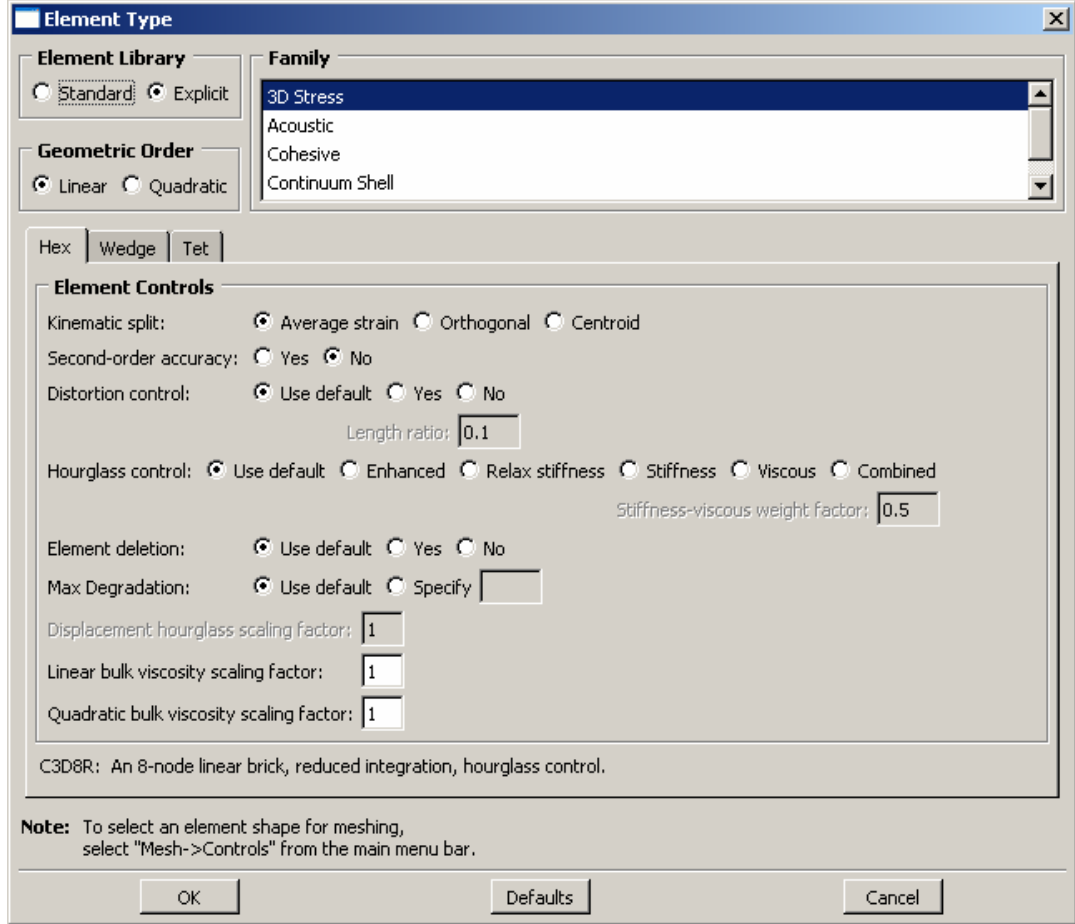 Element Type
Element Library
Standard Explicit
Geometric Order
Linear Quadratic
Family
3D Stress
Acoustic
Cohesive
Continuum Shell
Hex Wedge Tet
Element Controls
Kinematic split: Average strain Orthogonal Centroid
Second-order accuracy: Yes No
Distortion control: Use default Yes No
Length ratio: 0.1
Hourglass control: Use default Enhanced Relax stiffness Stiffness Viscous Combined
Stiffness-viscous weight factor: 0.5
Element deletion: Use default Yes No
Max Degradation: Use default Specify
Displacement hourglass scaling factor: 1
Linear bulk viscosity scaling factor: 1
Quadratic bulk viscosity scaling factor: 1
C3D8R: An 8-node linear brick, reduced integration, hourglass control.
Note: To select an element shape for meshing,
select "Mesh->Controls" from the main menu bar.
OK Defaults Cancel